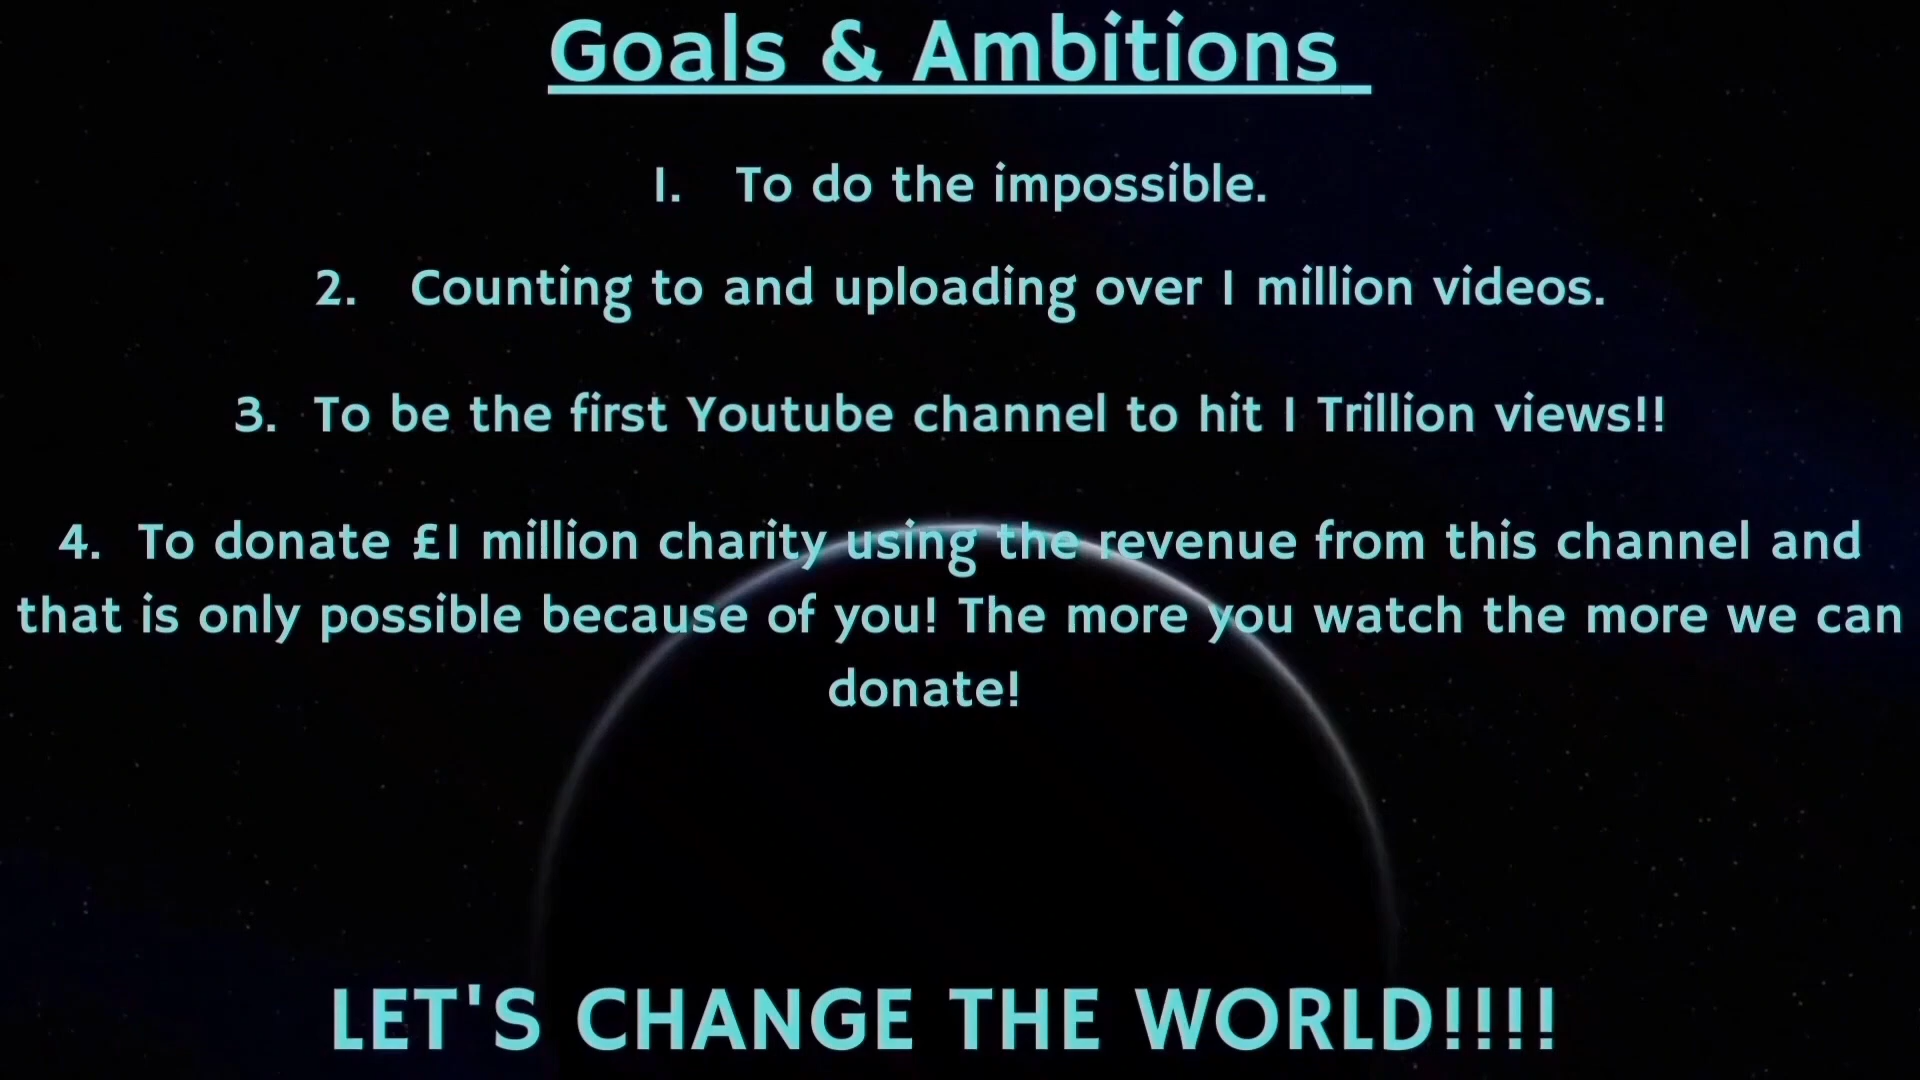 Goals & Ambitions
1. To do the impossible.
2. Counting to and uploading over 1 million videos.
3. To be the first Youtube channel to hit 1 Trillion views!!
4. To donate £1 million charity using the revenue from this channel and
that is only possible because of you! The more you watch the more we can
donate!
LET'S CHANGE THE WORLD!!!!